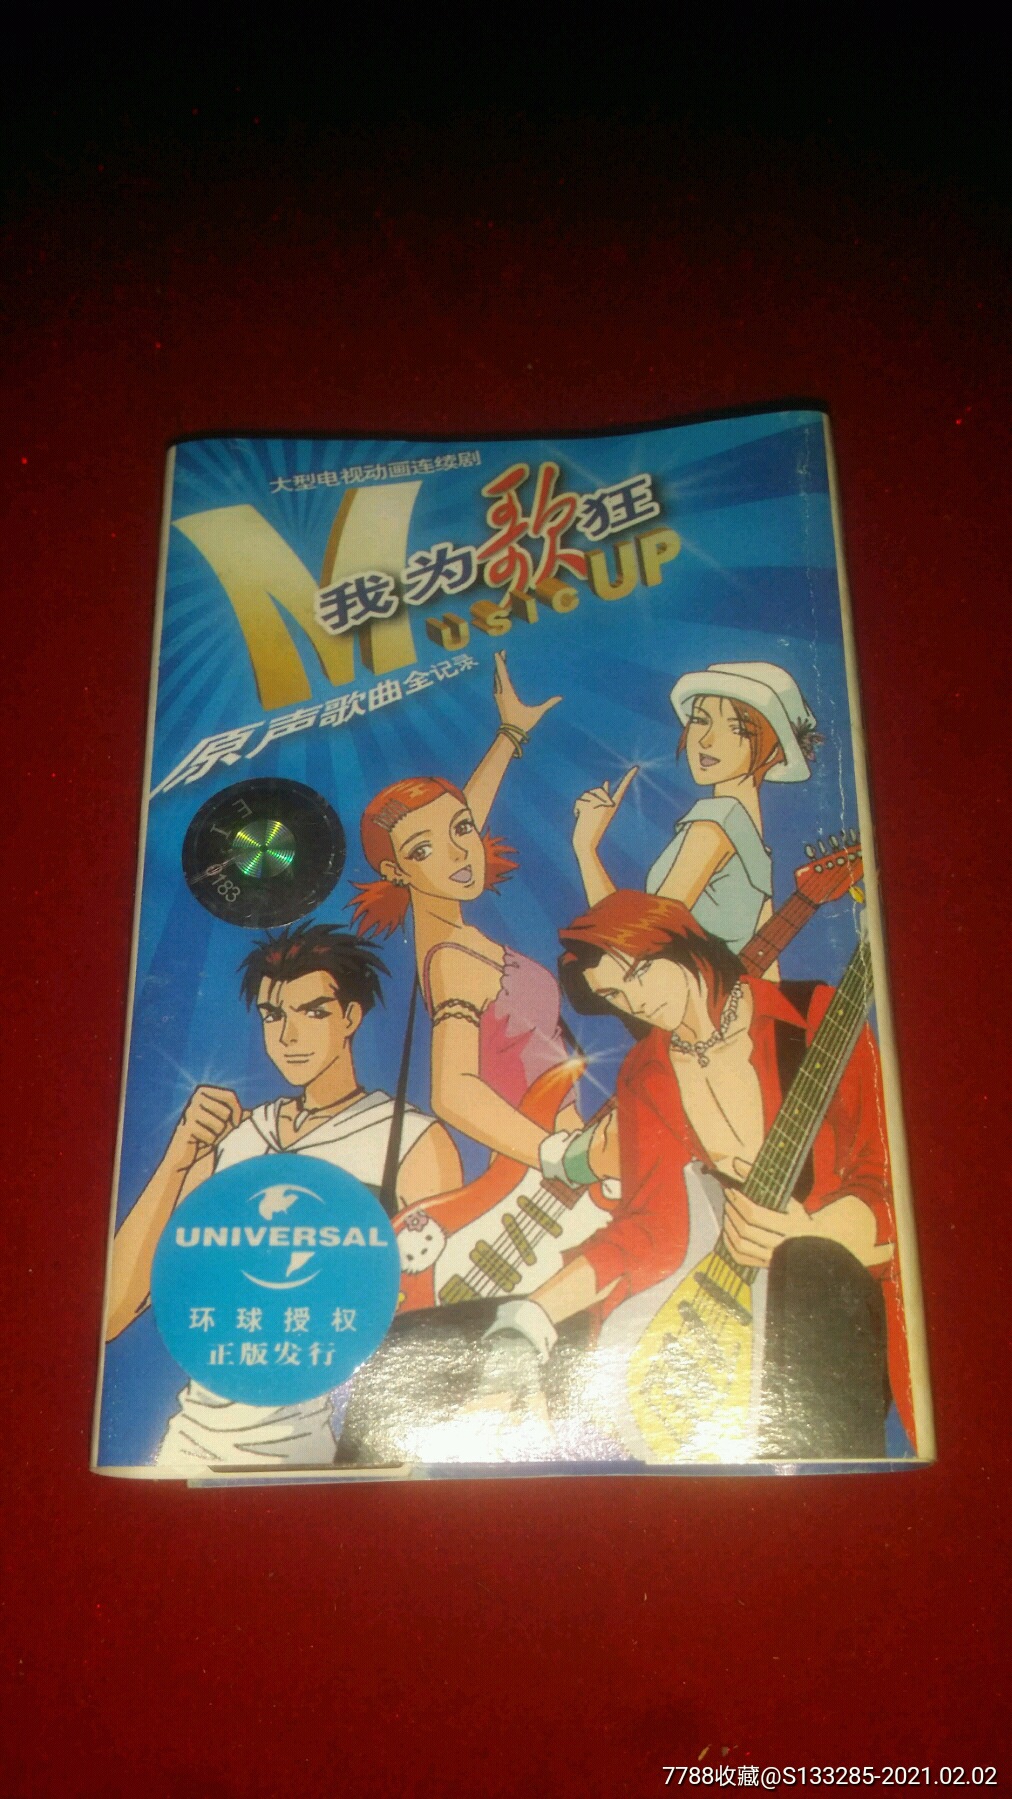 大型电视动画连续剧
我为歌狂
MUSIC UP
原声歌曲全记录
0183
UNIVERSAL
环球授权
正版发行
7788收藏@S133285-2021.02.02